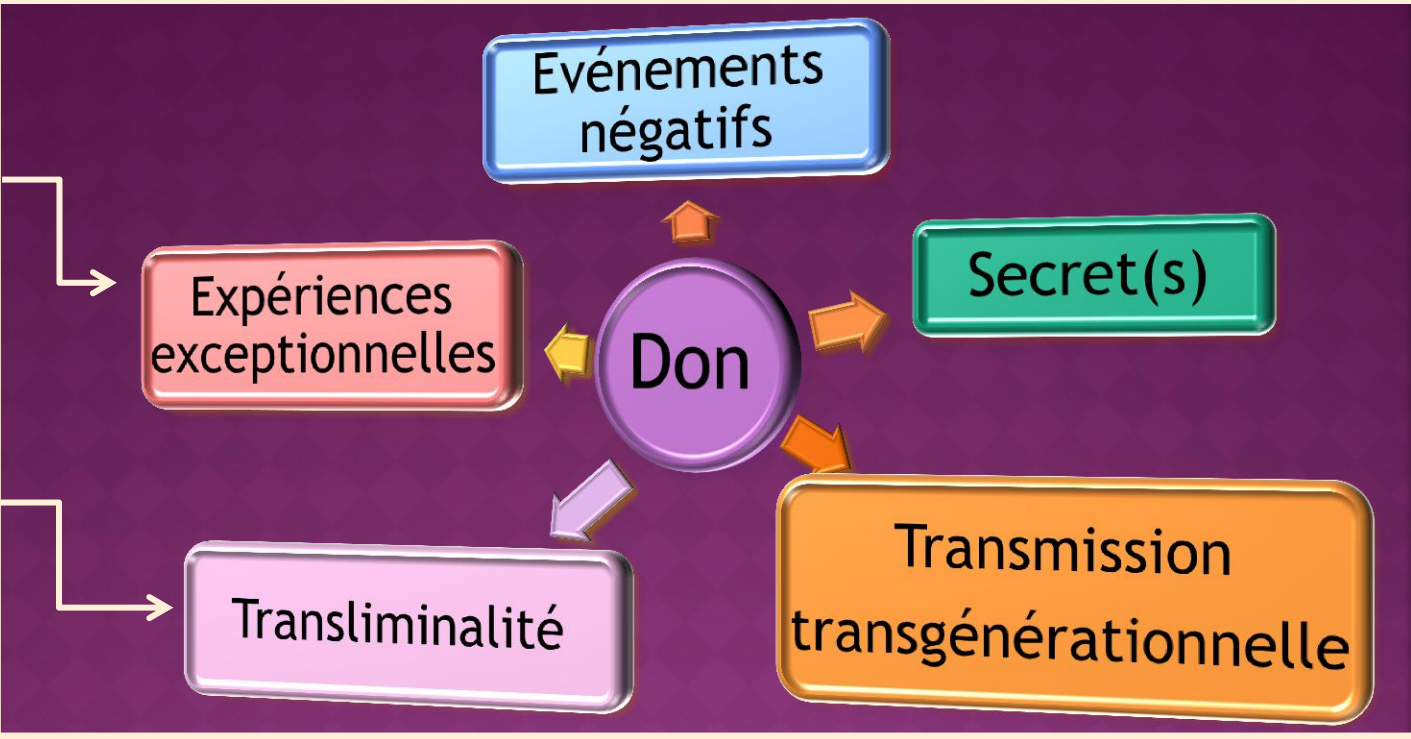 Evénements
négatifs
Secret(s)
Expériences
exceptionnelles
Don
Transmission
transgénérationnelle
Transliminalité